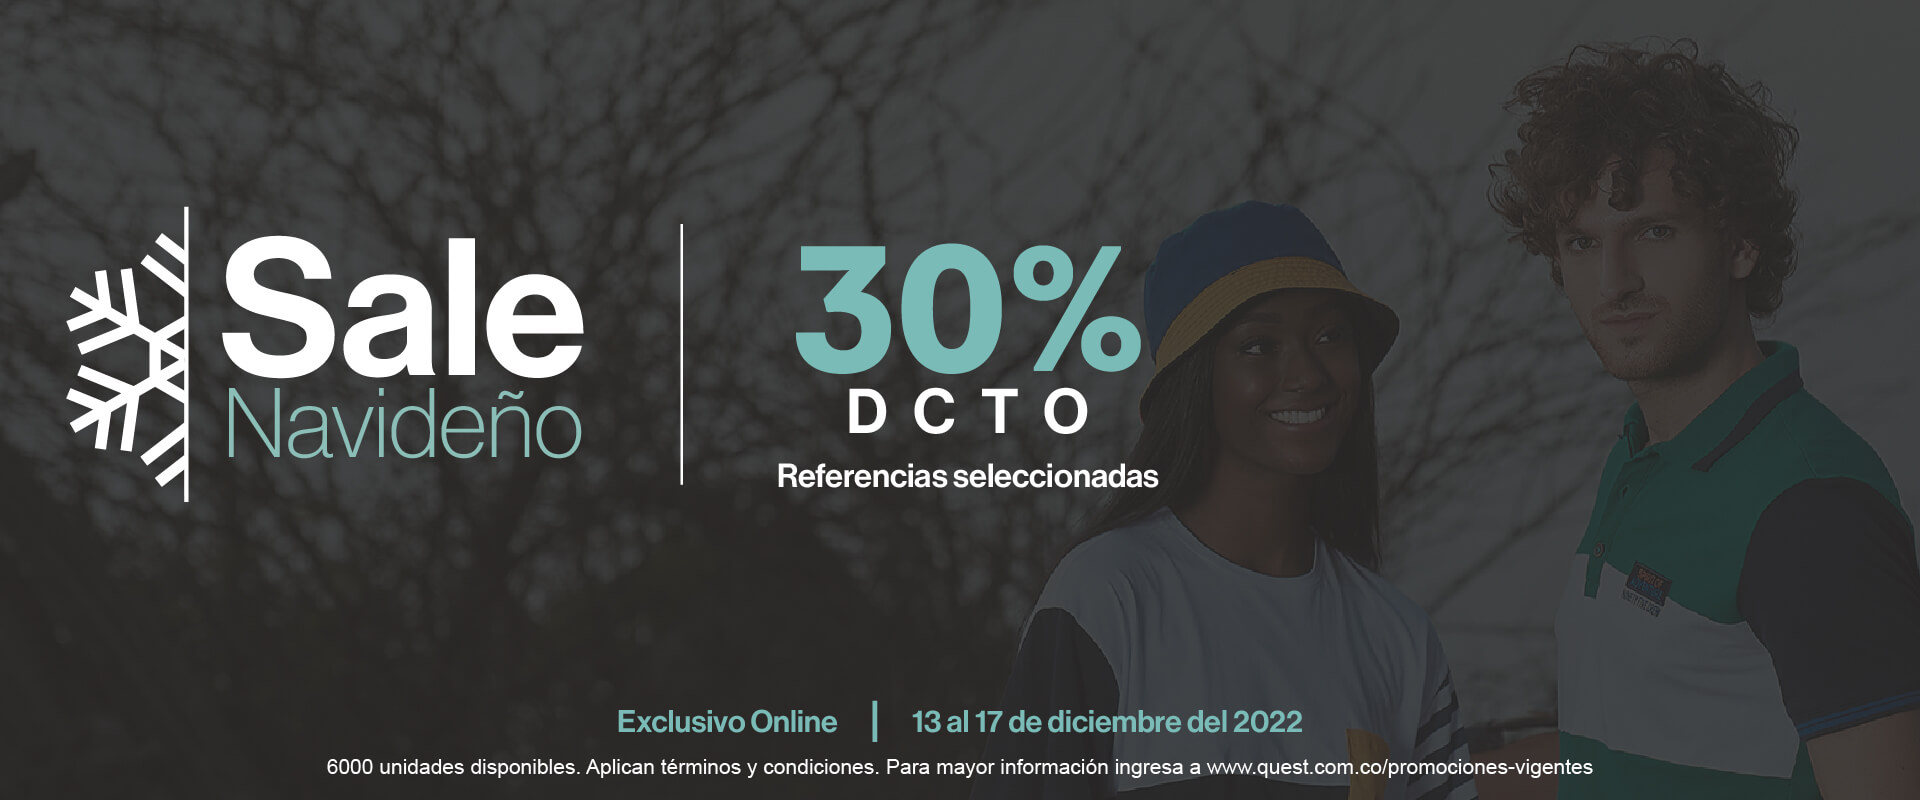 Sale
Navideño
30%
DCTO
Referencias seleccionadas
Exclusivo Online | 13 al 17 de diciembre del 2022
6000 unidades disponibles. Aplican términos y condiciones. Para mayor información ingresa a www.quest.com.co/promociones-vigentes